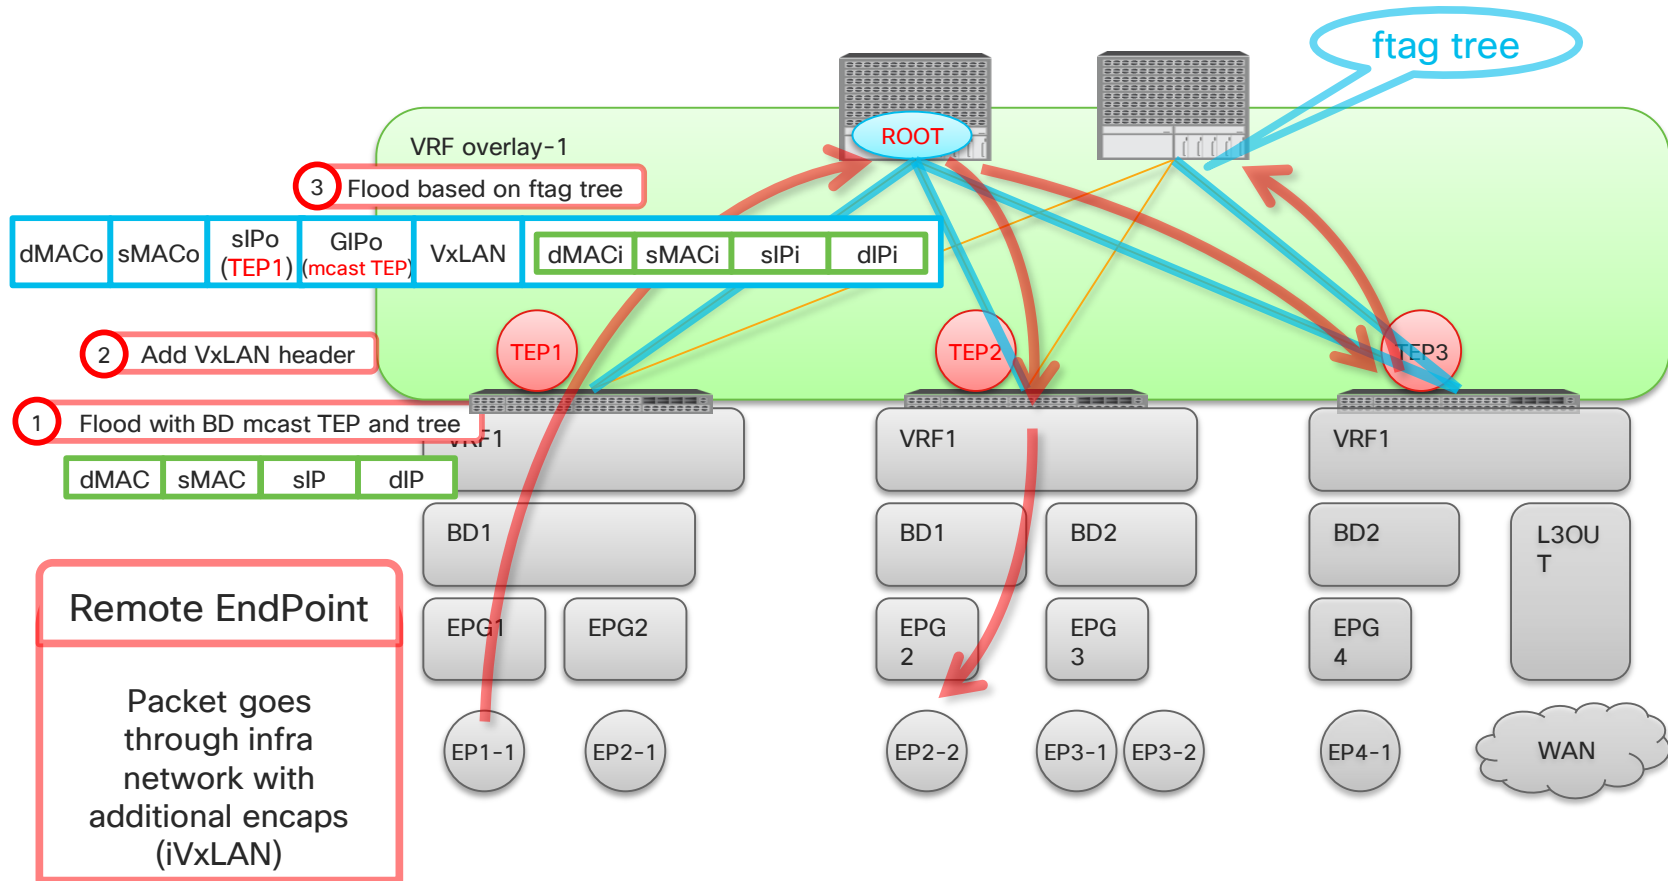 ftag tree
ROOT
VRF overlay-1
3 Flood based on ftag tree
dMACo sMACo sIPo (TEP1) GIPo (mcast TEP) VxLAN dMACi sMACi sIPi dIPi
TEP1 TEP2 TEP3
2 Add VxLAN header
1 Flood with BD mcast TEP and tree
VRF1 VRF1 VRF1
dMAC sMAC sIP dIP
BD1 BD1 BD2 BD2 L3OU
T
Remote EndPoint
EPG1 EPG2 EPG
2 EPG
3 EPG
4
Packet goes
through infra
network with
additional encaps
(iVxLAN)
EP1-1 EP2-1 EP2-2 EP3-1 EP3-2 EP4-1 WAN